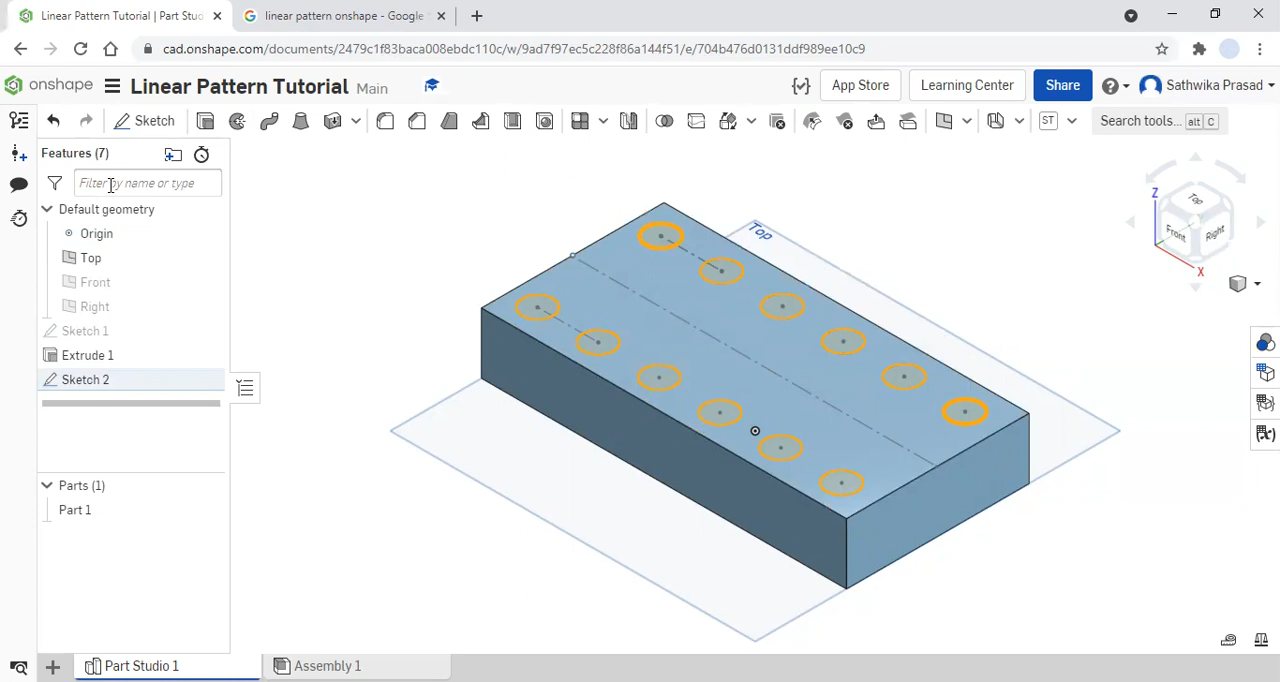 Linear Pattern Tutorial | Part Stud
linear pattern onshape - Google S
cad.onshape.com/documents/2479c1f83baca008ebdc110c/w/9ad7f97ec5c228f86a144f51/e/704b476d0131ddf989ee10c9
onshape
Linear Pattern Tutorial Main
App Store
Learning Center
Share
Sathwika Prasad
Sketch
ST
Search tools... alt C
Features (7)
Filter by name or type
Default geometry
Origin
Top
Front
Right
Sketch 1
Extrude 1
Sketch 2
Parts (1)
Part 1
Top
Z
Top
Front
Right
X
Part Studio 1
Assembly 1